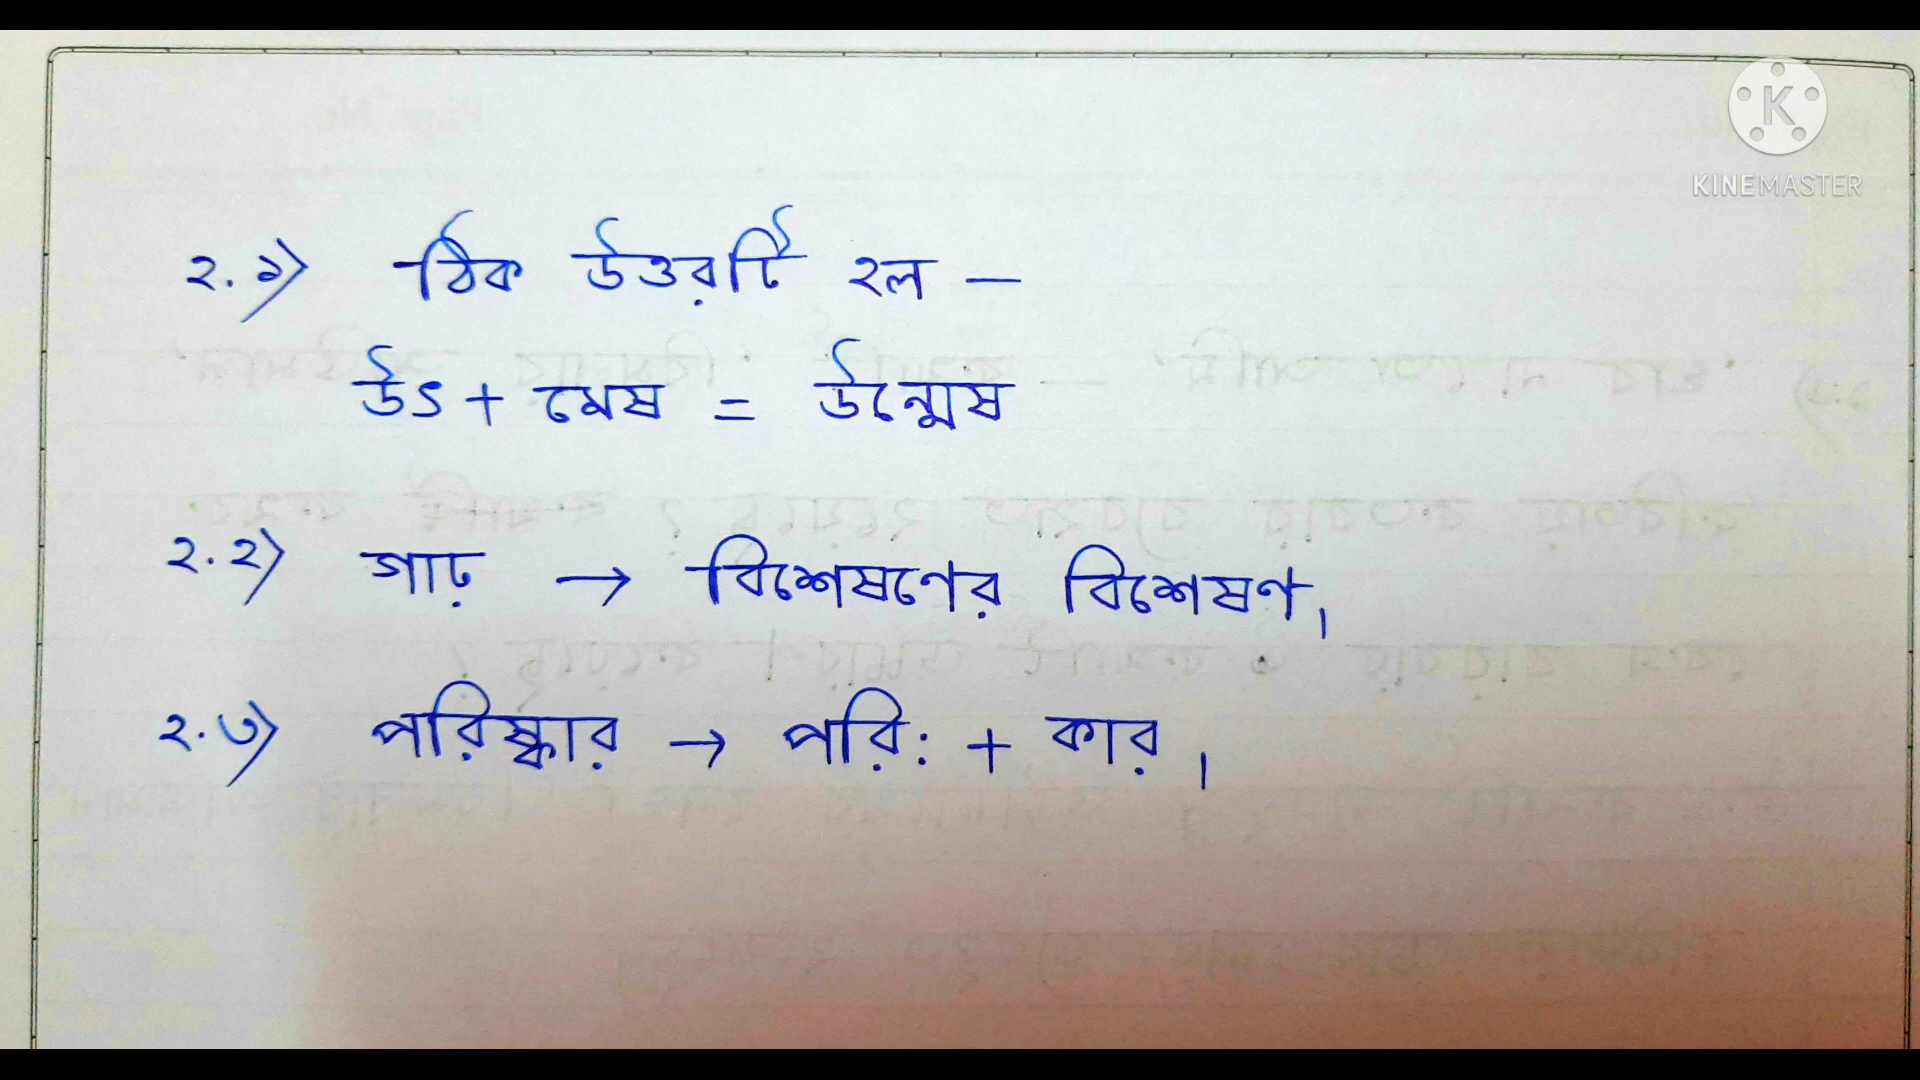 KINEMASTER
২.১) ঠিক উত্তরটি হল —
উৎ + মেষ = উন্মেষ
২.২) গাঢ় → বিশেষণের বিশেষণ।
২.৩) পরিস্কার → পরি: + কার।